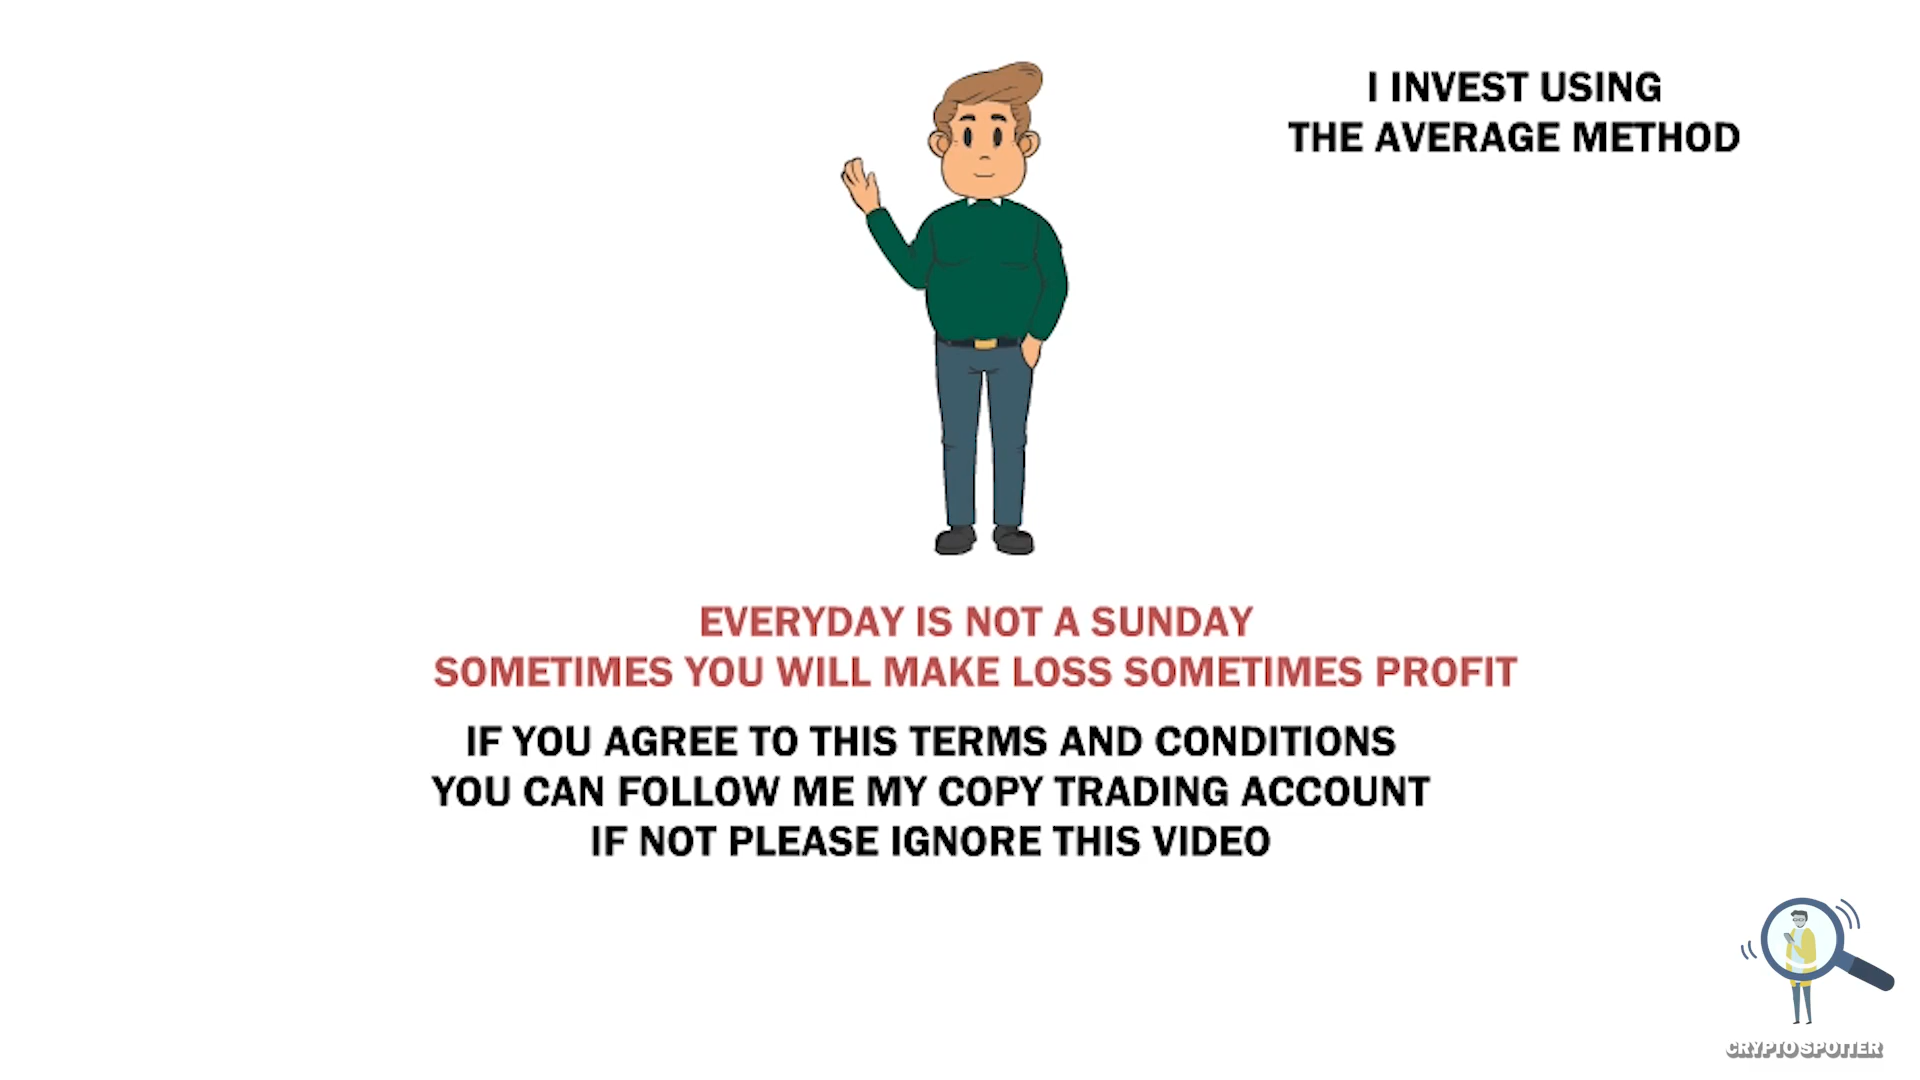 I INVEST USING
THE AVERAGE METHOD
EVERYDAY IS NOT A SUNDAY
SOMETIMES YOU WILL MAKE LOSS SOMETIMES PROFIT
IF YOU AGREE TO THIS TERMS AND CONDITIONS
YOU CAN FOLLOW ME MY COPY TRADING ACCOUNT
IF NOT PLEASE IGNORE THIS VIDEO
CRYPTO SPOTTER